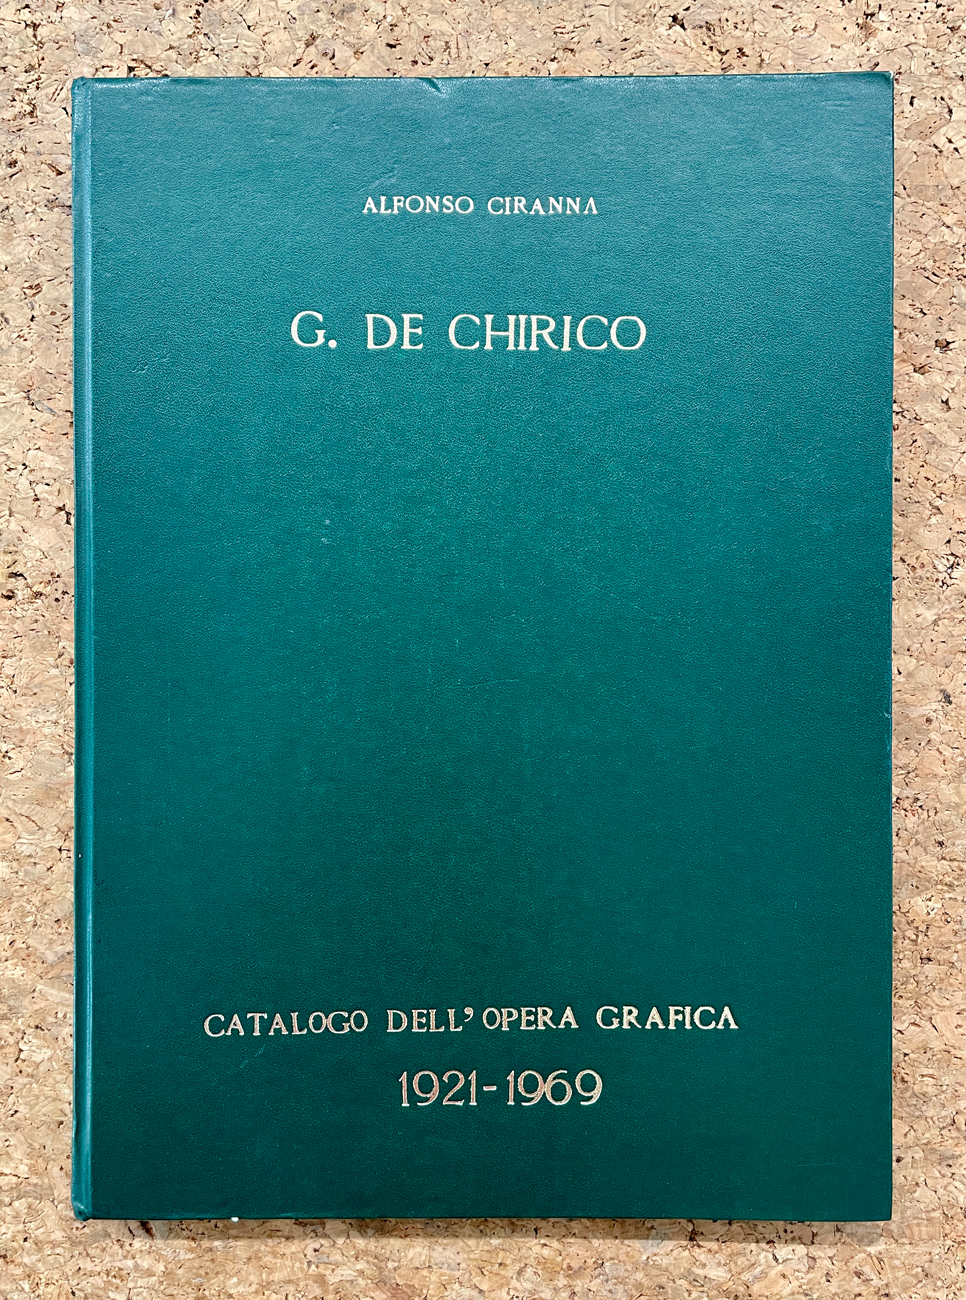 ALFONSO CIRANNA
G. DE CHIRICO
CATALOGO DELL'OPERA GRAFICA
1921-1969